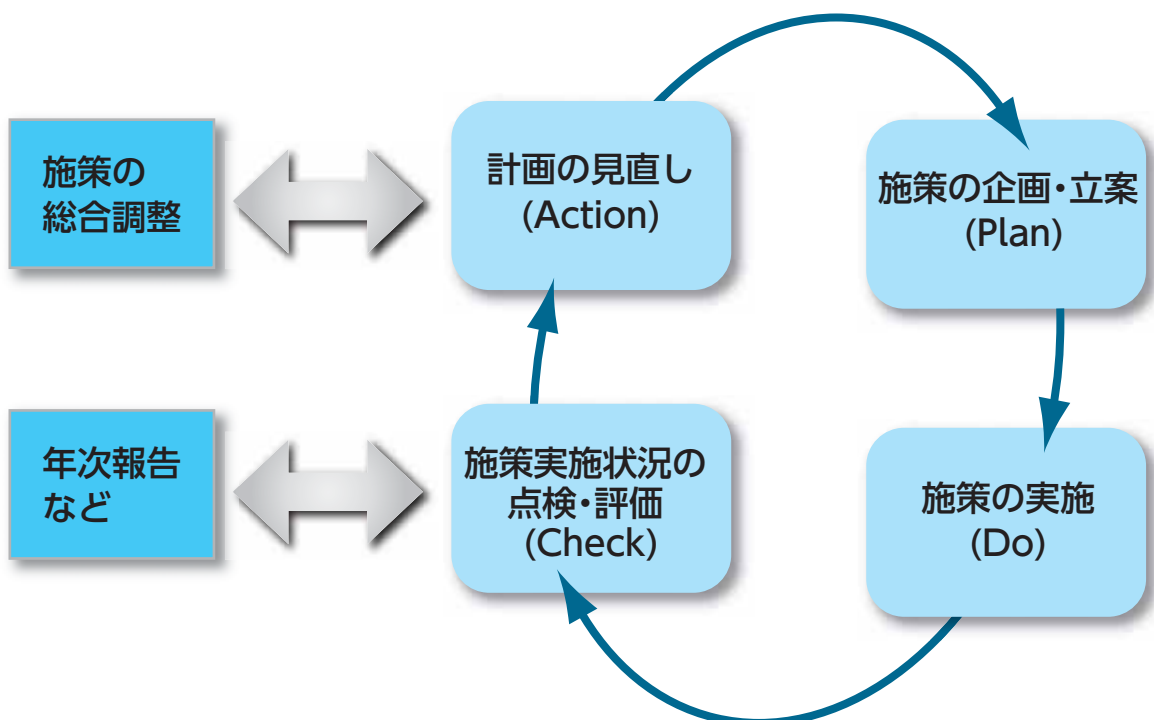 施策の
総合調整
計画の見直し
(Action)
施策の企画・立案
(Plan)
年次報告
など
施策実施状況の
点検・評価
(Check)
施策の実施
(Do)